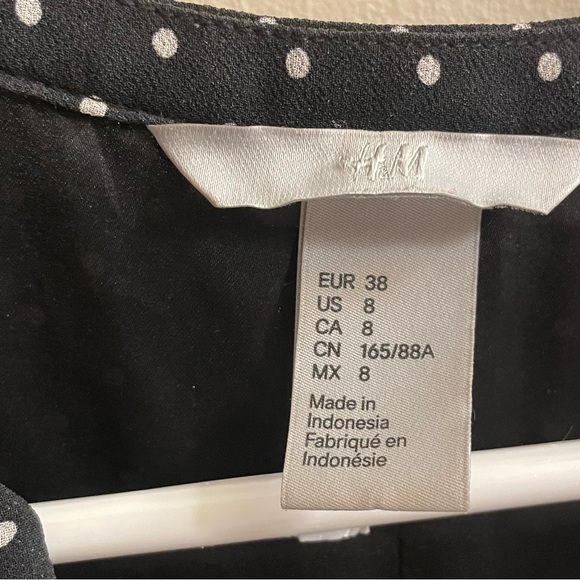 H&M
EUR 38
US 8
CA 8
CN 165/88A
MX 8
Made in
Indonesia
Fabriqué en
Indonésie